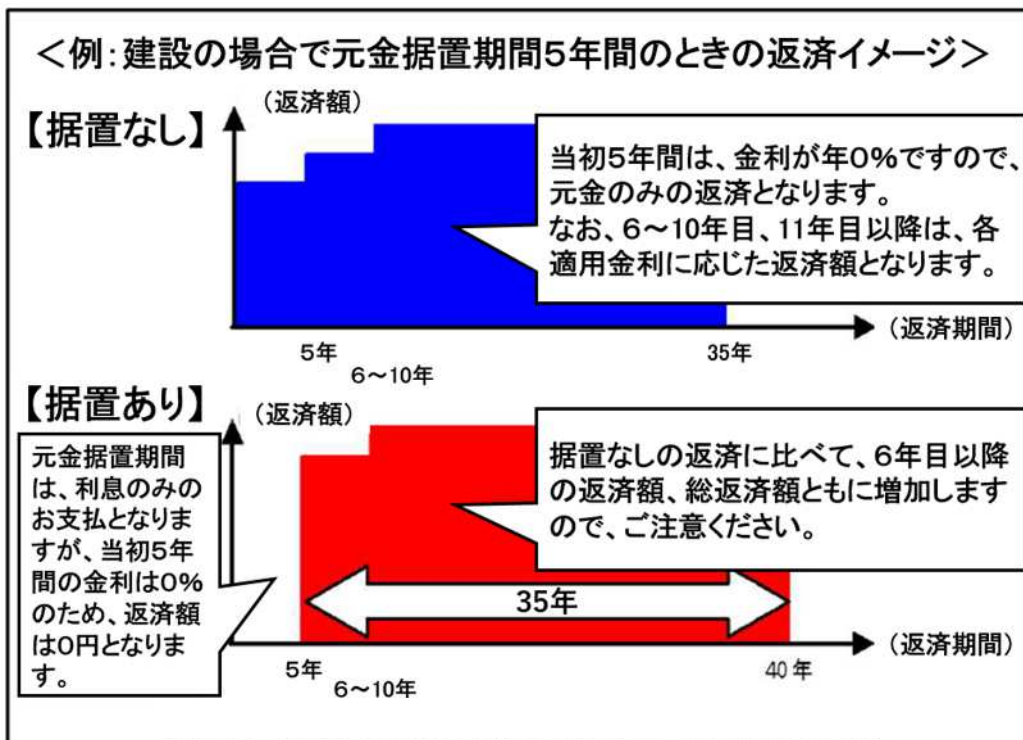 ＜例：建設の場合で元金据置期間５年間のときの返済イメージ＞
【据置なし】
（返済額）
当初５年間は、金利が年０％ですので、
元金のみの返済となります。
なお、６～１０年目、１１年目以降は、各
適用金利に応じた返済額となります。
（返済期間）
５年
６～１０年
35年
【据置あり】
（返済額）
元金据置期間
は、利息のみの
お支払となりま
すが、当初５年
間の金利は０％
のため、返済額
は０円となりま
す。
据置なしの返済に比べて、６年目以降
の返済額、総返済額ともに増加します
ので、ご注意ください。
35年
（返済期間）
５年
６～１０年
40年